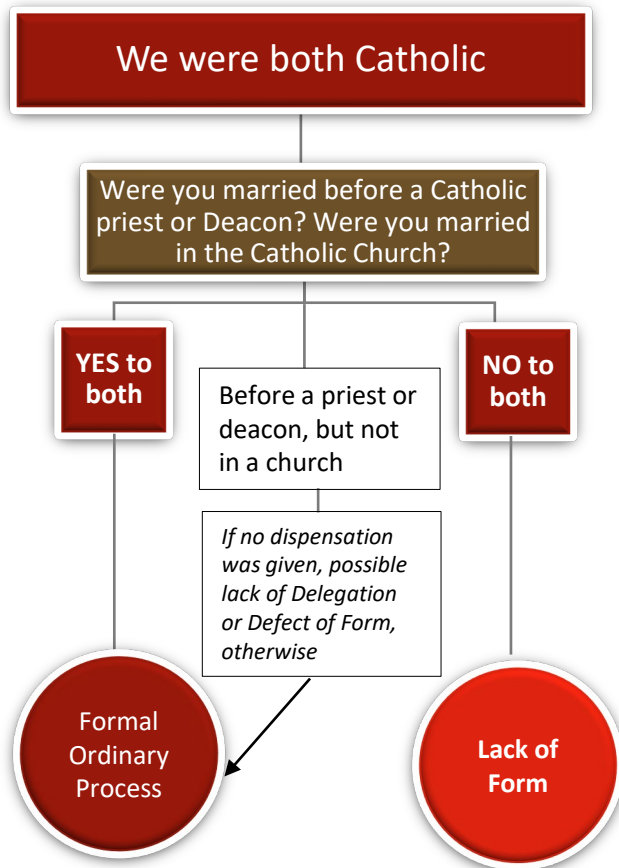 We were both Catholic
Were you married before a Catholic
priest or Deacon? Were you married
in the Catholic Church?
YES to
both
Before a priest or
deacon, but not
in a church
NO to
both
If no dispensation
was given, possible
lack of Delegation
or Defect of Form,
otherwise
Formal
Ordinary
Process
Lack of
Form